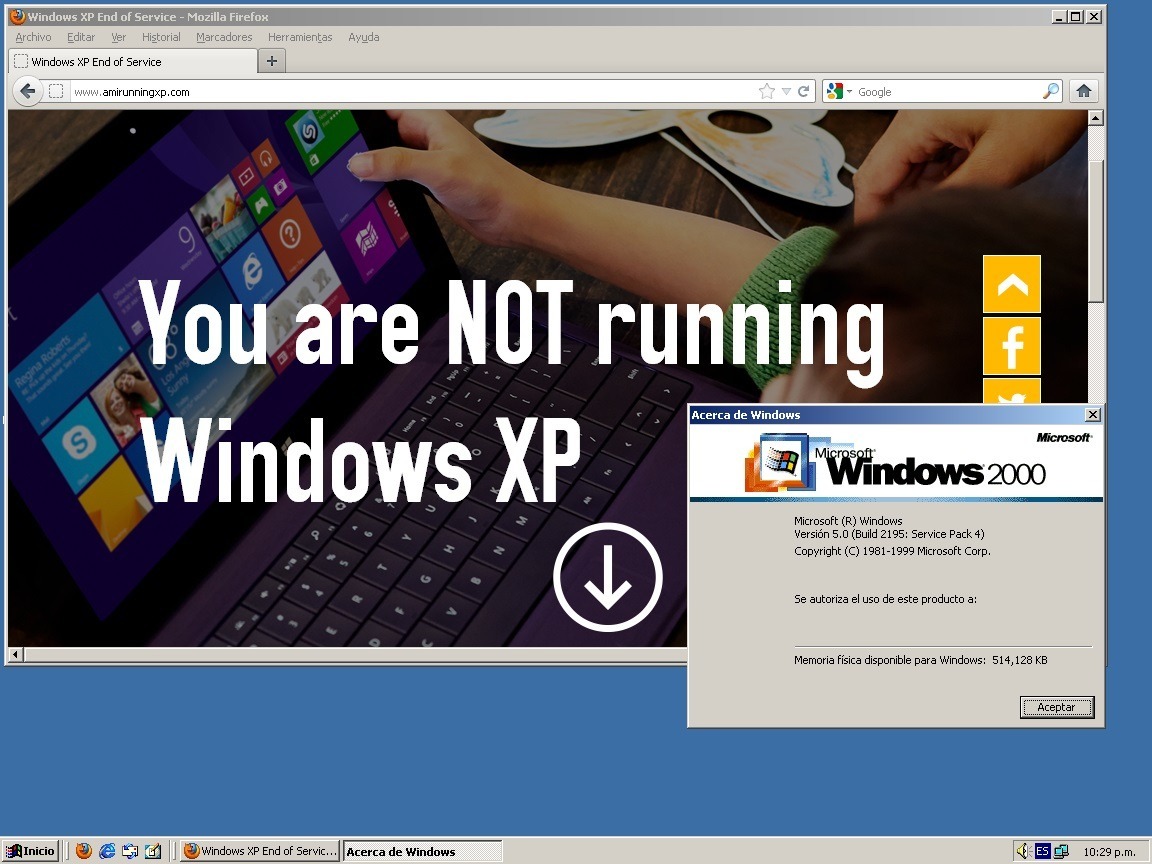 Windows XP End of Service - Mozilla Firefox
Archivo Editar Ver Historial Marcadores Herramientas Ayuda
Windows XP End of Service
www.amirunningxp.com
Google
9
Regina Roberts
You are NOT running
Windows XP
Acerca de Windows
Microsoft
Microsoft
Windows 2000
Microsoft (R) Windows
Versión 5.0 (Build 2195: Service Pack 4)
Copyright (C) 1981-1999 Microsoft Corp.
Se autoriza el uso de este producto a:
Memoria física disponible para Windows: 514,128 KB
Aceptar
Inicio
Windows XP End of Servic...
Acerca de Windows
ES
10:29 p.m.